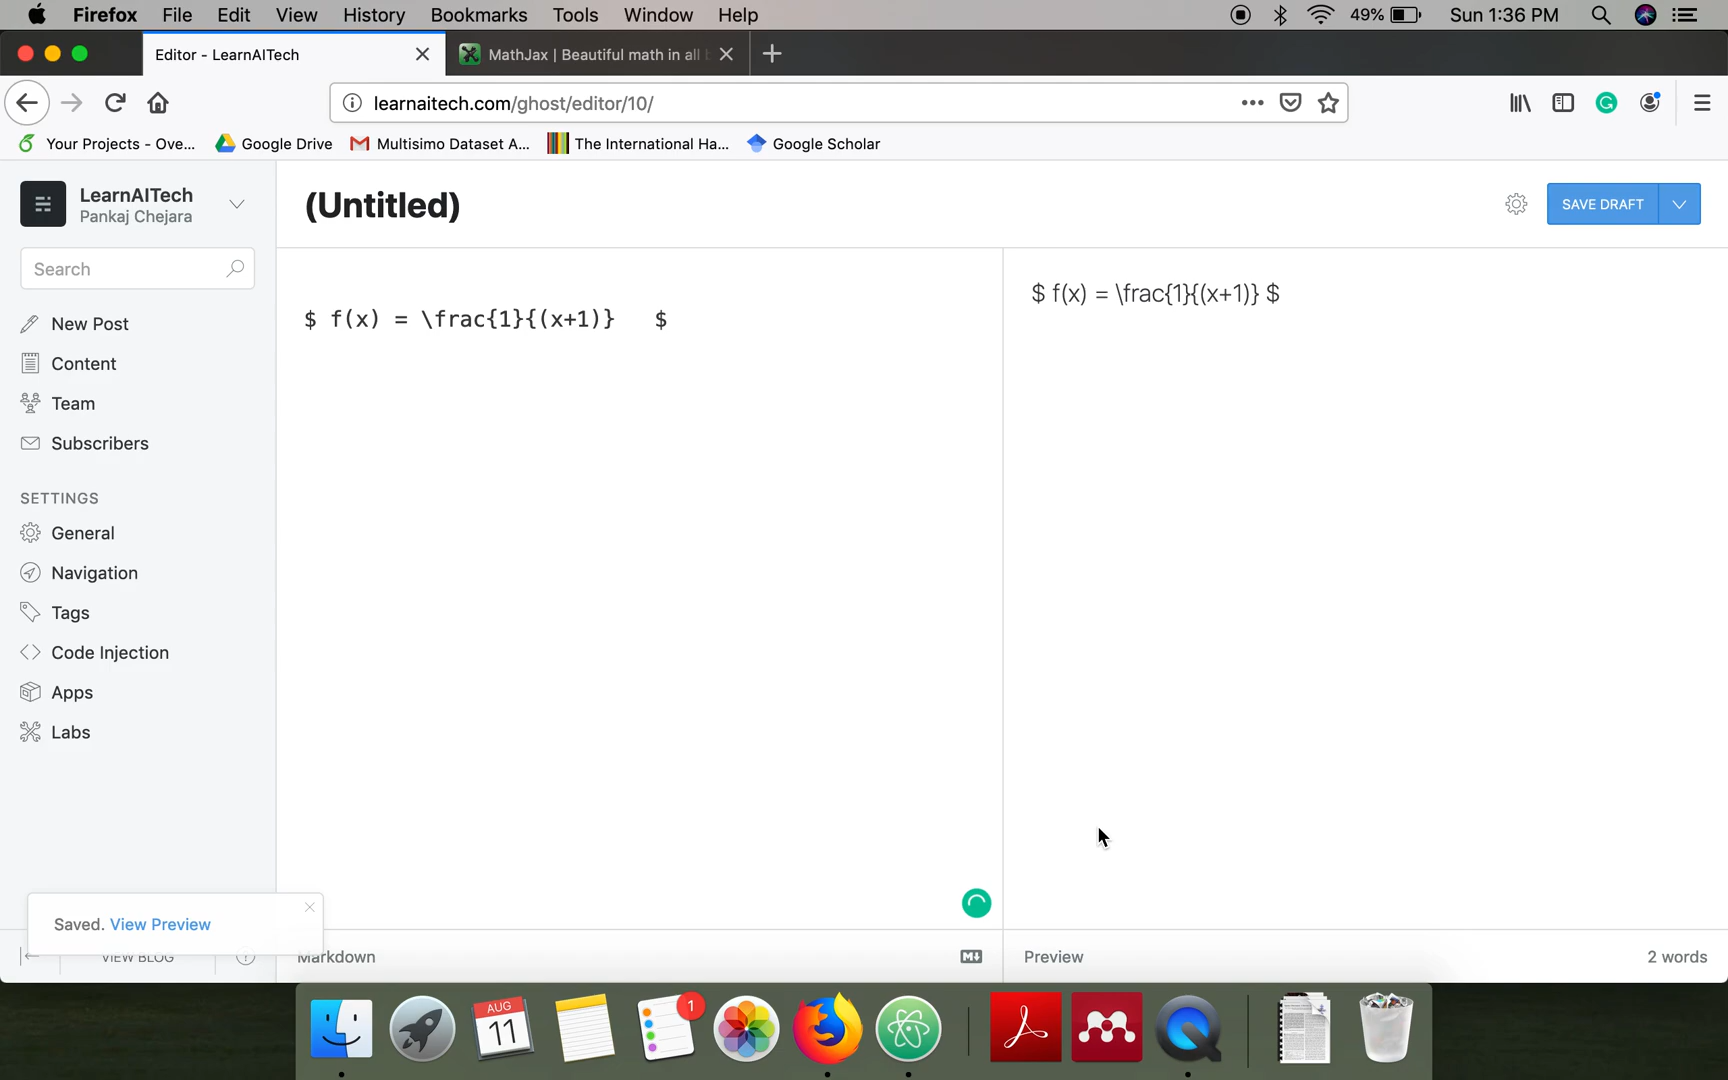 Firefox File Edit View History Bookmarks Tools Window Help 49% Sun 1:36 PM
Editor - LearnAITech MathJax | Beautiful math in all
learnaitech.com/ghost/editor/10/
Your Projects - Ove... Google Drive Multisimo Dataset A... The International Ha... Google Scholar
LearnAITech
Pankaj Chejara
(Untitled)
SAVE DRAFT
Search
New Post
Content
Team
Subscribers
SETTINGS
General
Navigation
Tags
Code Injection
Apps
Labs
$ f(x) = \frac{1}{(x+1)} $
$ f(x) = \frac{1}{(x+1)} $
Saved. View Preview
VIEW BLOG
Markdown
M
Preview
2 words
1
AUG
11